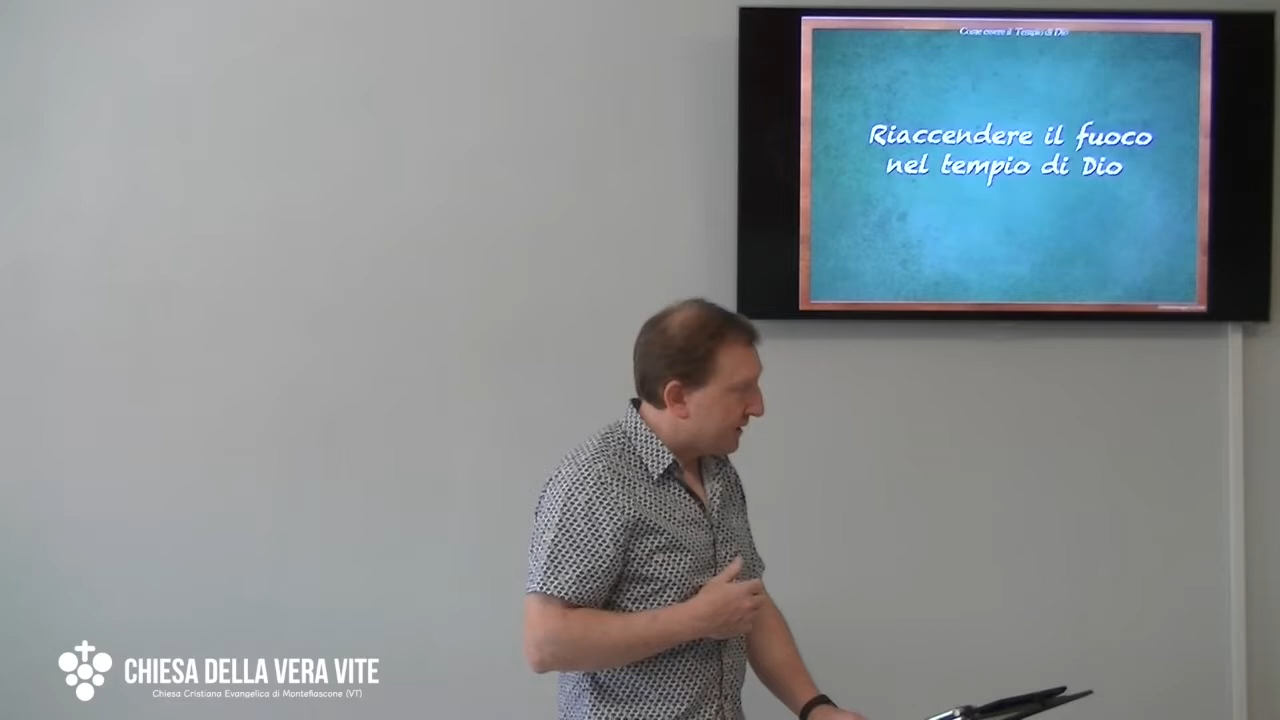 Come essere il Tempio di Dio
Riaccendere il fuoco
nel tempio di Dio
CHIESA DELLA VERA VITE
Chiesa Cristiana Evangelica di Montefiascone (VT)